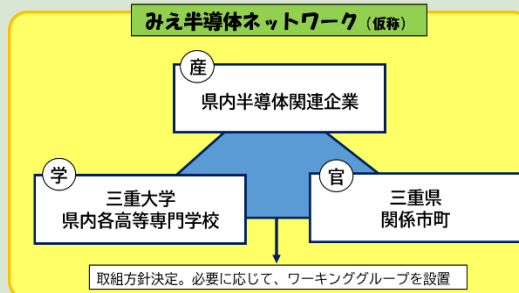 みえ半導体ネットワーク（仮称）
産
県内半導体関連企業
学
三重大学
県内各高等専門学校
官
三重県
関係市町
取組方針決定。必要に応じて、ワーキンググループを設置